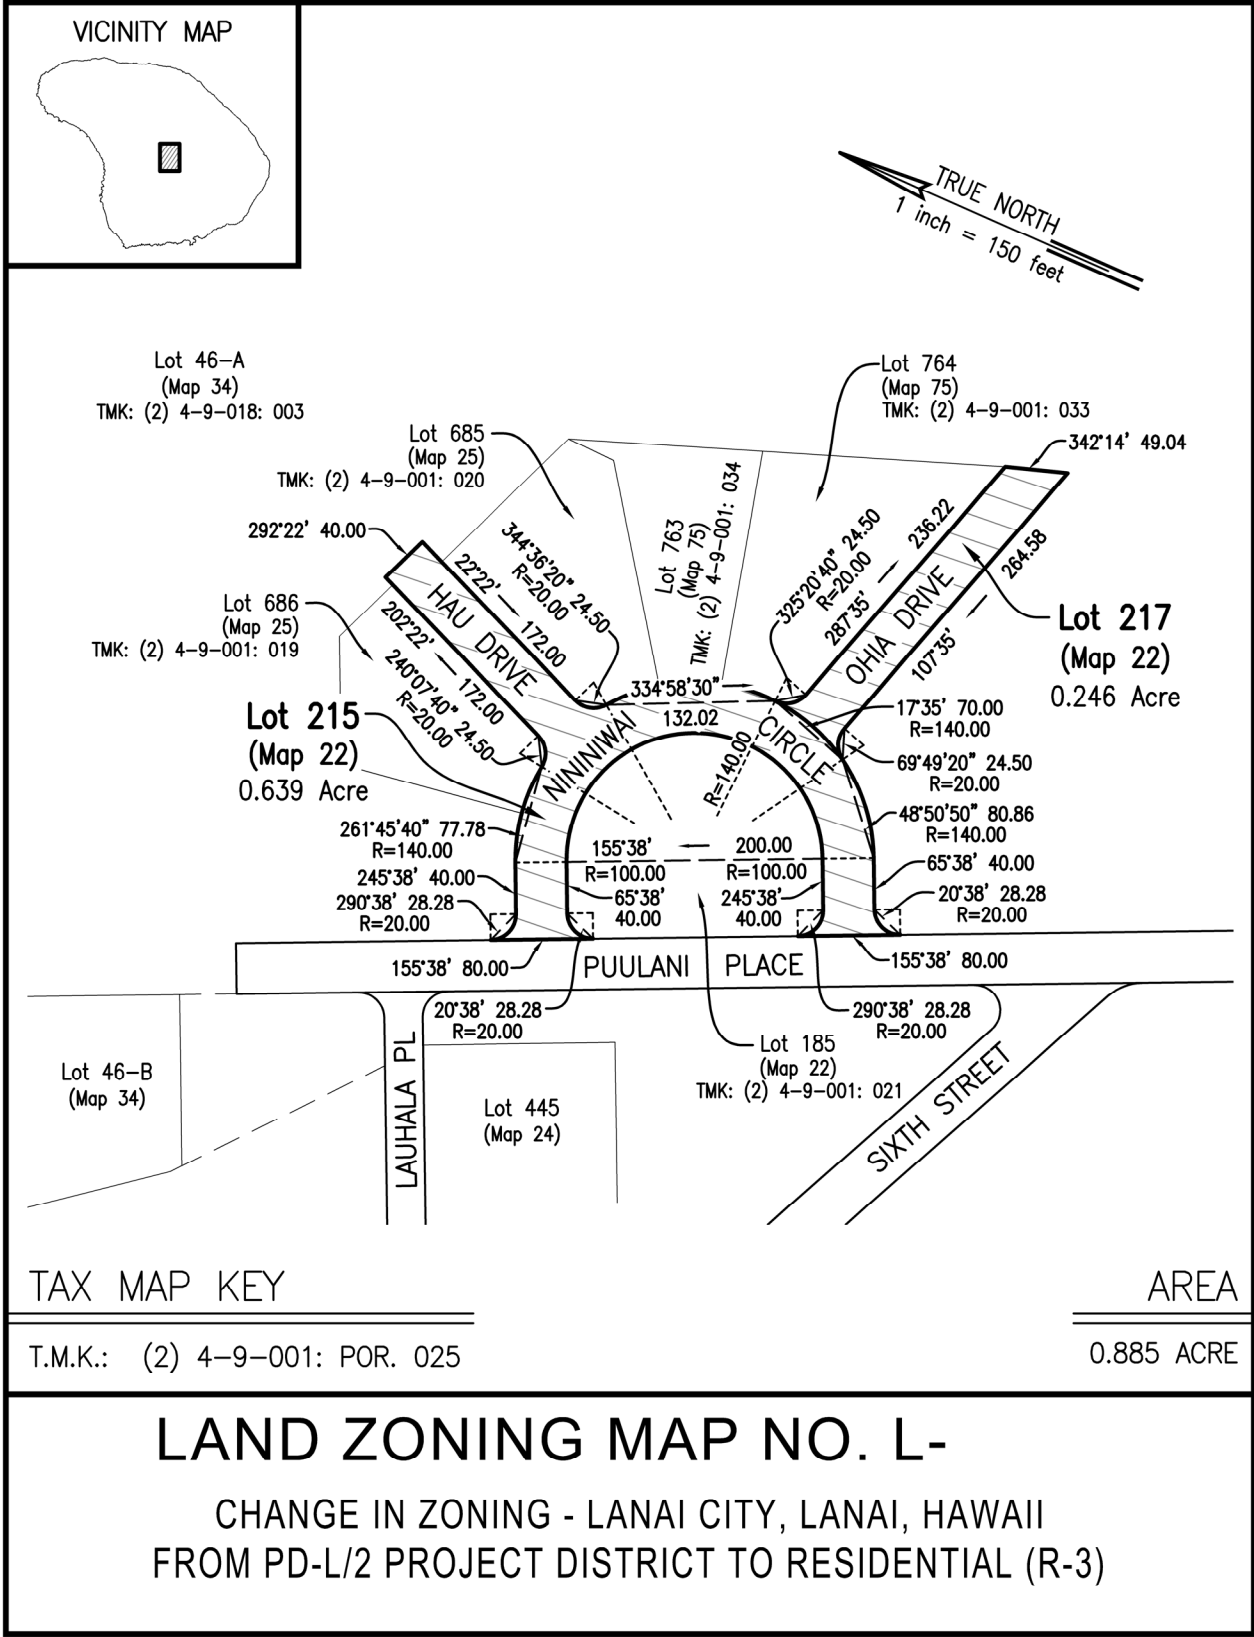 VICINITY MAP
TRUE NORTH
1 inch = 150 feet
Lot 46-A
(Map 34)
TMK: (2) 4-9-018: 003
Lot 764
(Map 75)
TMK: (2) 4-9-001: 033
Lot 685
(Map 25)
TMK: (2) 4-9-001: 020
342°14' 49.04
Lot 763
(Map 75)
TMK: (2) 4-9-001: 034
292°22' 40.00
344°36'20" 24.50
R=20.00
325°20'40" 24.50
R=20.00
236.22
287°35'
264.58
107°35'
OHIA DRIVE
22°22'
172.00
HAU DRIVE
202°22'
172.00
Lot 686
(Map 25)
TMK: (2) 4-9-001: 019
240°07'40" 24.50
R=20.00
Lot 217
(Map 22)
0.246 Acre
334°58'30"
132.02
Lot 215
(Map 22)
0.639 Acre
NININIWAI
CIRCLE
R=140.00
17°35' 70.00
R=140.00
69°49'20" 24.50
R=20.00
261°45'40" 77.78
R=140.00
48°50'50" 80.86
R=140.00
155°38'
200.00
R=100.00
R=100.00
245°38' 40.00
65°38' 40.00
290°38' 28.28
R=20.00
65°38'
40.00
245°38'
40.00
20°38' 28.28
R=20.00
155°38' 80.00
PUULANI PLACE
155°38' 80.00
20°38' 28.28
R=20.00
290°38' 28.28
R=20.00
Lot 185
(Map 22)
TMK: (2) 4-9-001: 021
Lot 46-B
(Map 34)
LAUHALA PL
Lot 445
(Map 24)
SIXTH STREET
TAX MAP KEY
AREA
T.M.K.: (2) 4-9-001: POR. 025
0.885 ACRE
LAND ZONING MAP NO. L-
CHANGE IN ZONING - LANAI CITY, LANAI, HAWAII
FROM PD-L/2 PROJECT DISTRICT TO RESIDENTIAL (R-3)